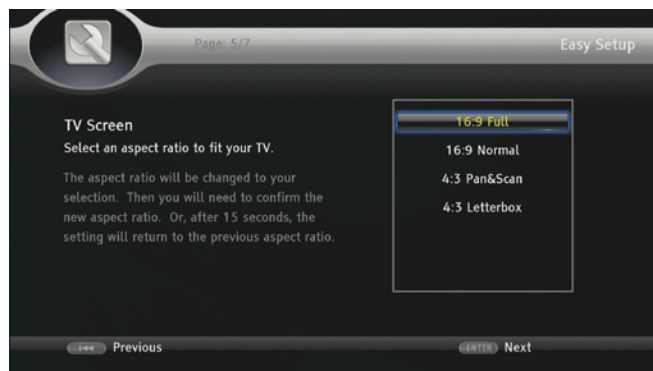 Page: 5/7
Easy Setup
TV Screen
Select an aspect ratio to fit your TV.
The aspect ratio will be changed to your
selection. Then you will need to confirm the
new aspect ratio. Or, after 15 seconds, the
setting will return to the previous aspect ratio.
16:9 Full
16:9 Normal
4:3 Pan&Scan
4:3 Letterbox
Previous
ENTER Next